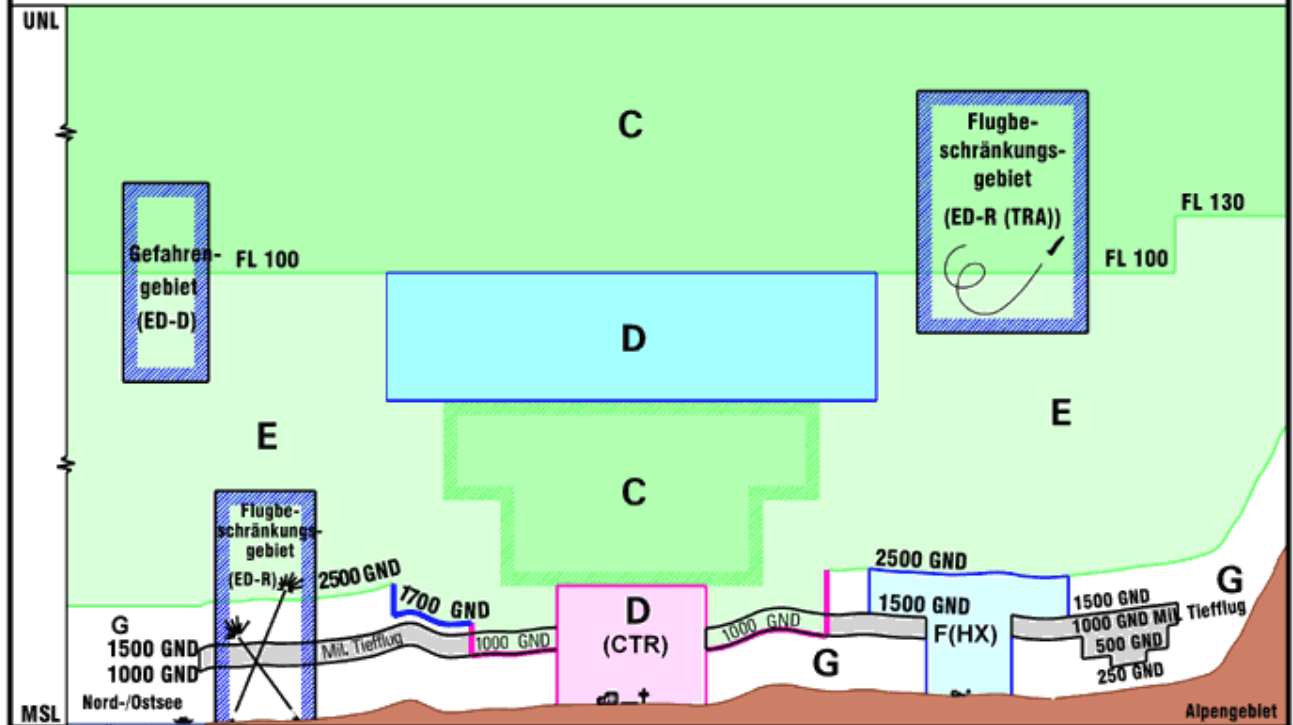 UNL
C
Flugbe-
schränkungs-
gebiet
(ED-R (TRA))
FL 130
Gefahren-
gebiet
(ED-D)
FL 100
FL 100
D
E
E
C
Flugbe-
schränkungs-
gebiet
(ED-R)
2500 GND
1700 GND
2500 GND
G
1500 GND
1000 GND
Mil. Tiefflug
1000 GND
D
(CTR)
1000 GND
G
1500 GND
F(HX)
1500 GND
1000 GND Mil. Tiefflug
500 GND
250 GND
G
Nord-/Ostsee
MSL
Alpengebiet